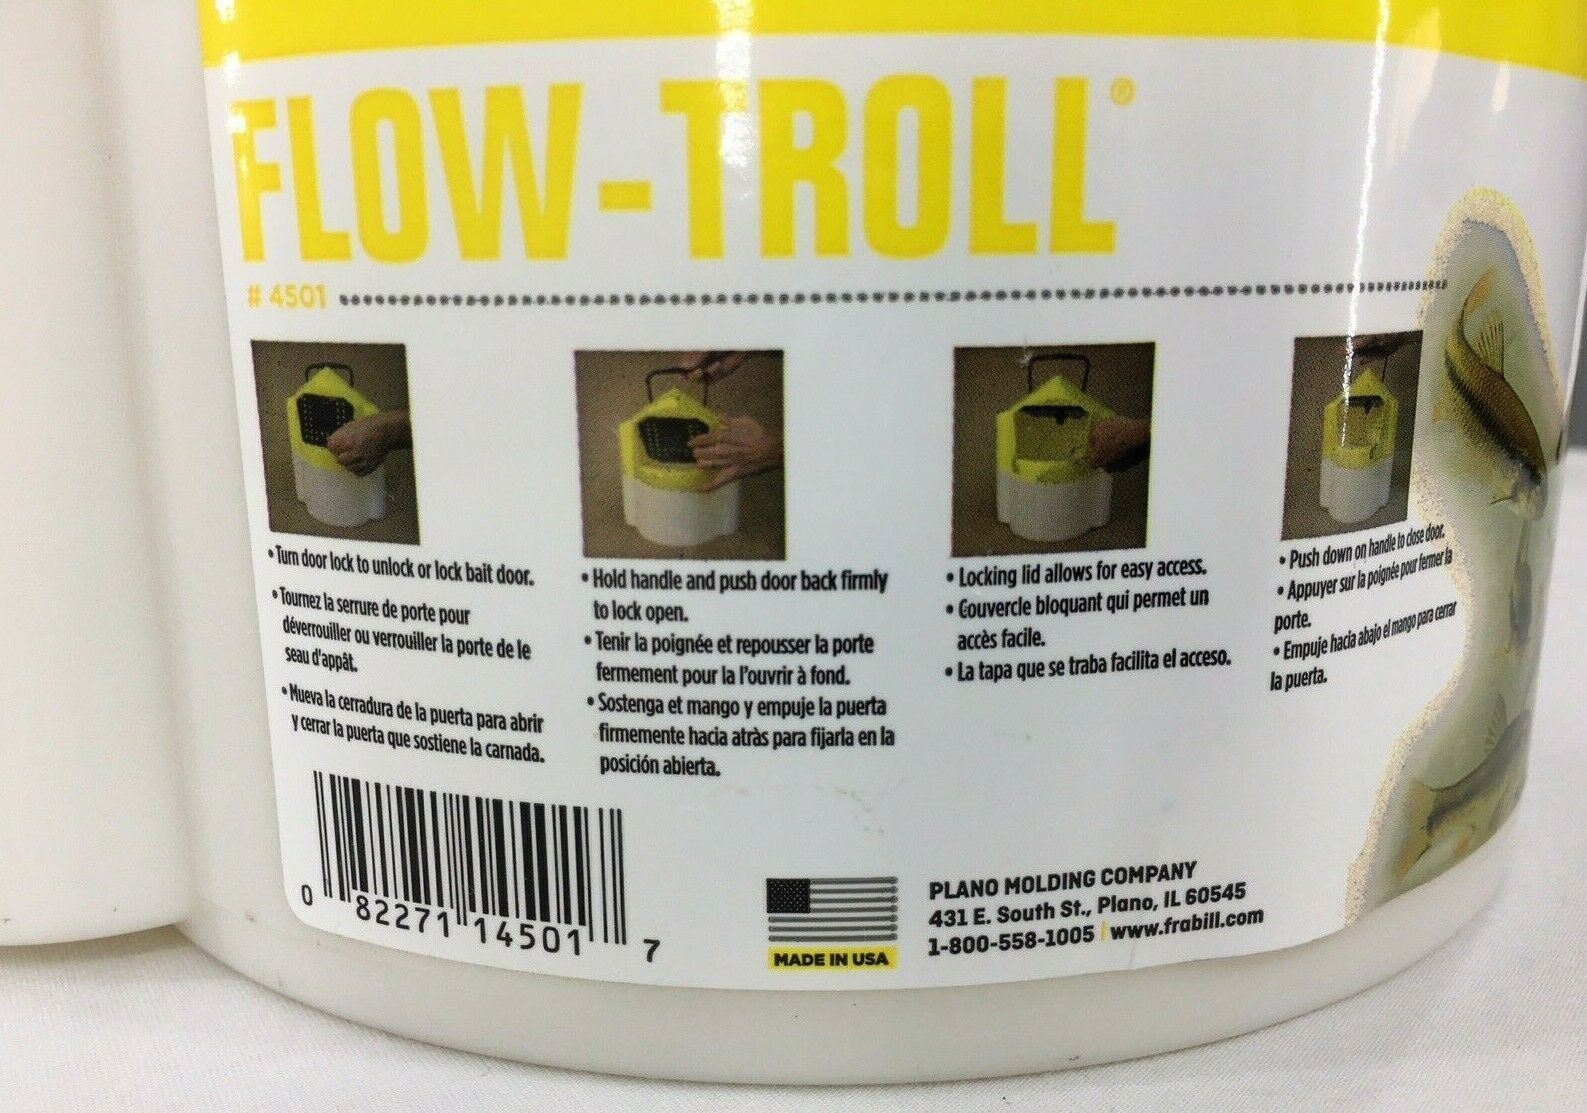 FLOW-TROLL®
# 4501
• Turn door lock to unlock or lock bait door.
• Tournez la serrure de porte pour
déverrouiller ou verrouiller la porte de le
seau d'appât.
• Mueva la cerradura de la puerta para abrir
y cerrar la puerta que sostiene la carnada.
• Hold handle and push door back firmly
to lock open.
• Tenir la poignée et repousser la porte
fermement pour la l'ouvrir à fond.
• Sostenga et mango y empuje la puerta
firmemente hacia atràs para fijarla en la
posición abierta.
• Locking lid allows for easy access.
• Couvercle bloquant qui permet un
accès facile.
• La tapa que se traba facilita el acceso.
• Push down on handle to close door.
• Appuyer sur la poignée pour fermer la
porte.
• Empuje hacia abajo el mango para cerrar
la puerta.
0 82271 14501 7
MADE IN USA
PLANO MOLDING COMPANY
431 E. South St., Plano, IL 60545
1-800-558-1005 | www.frabill.com